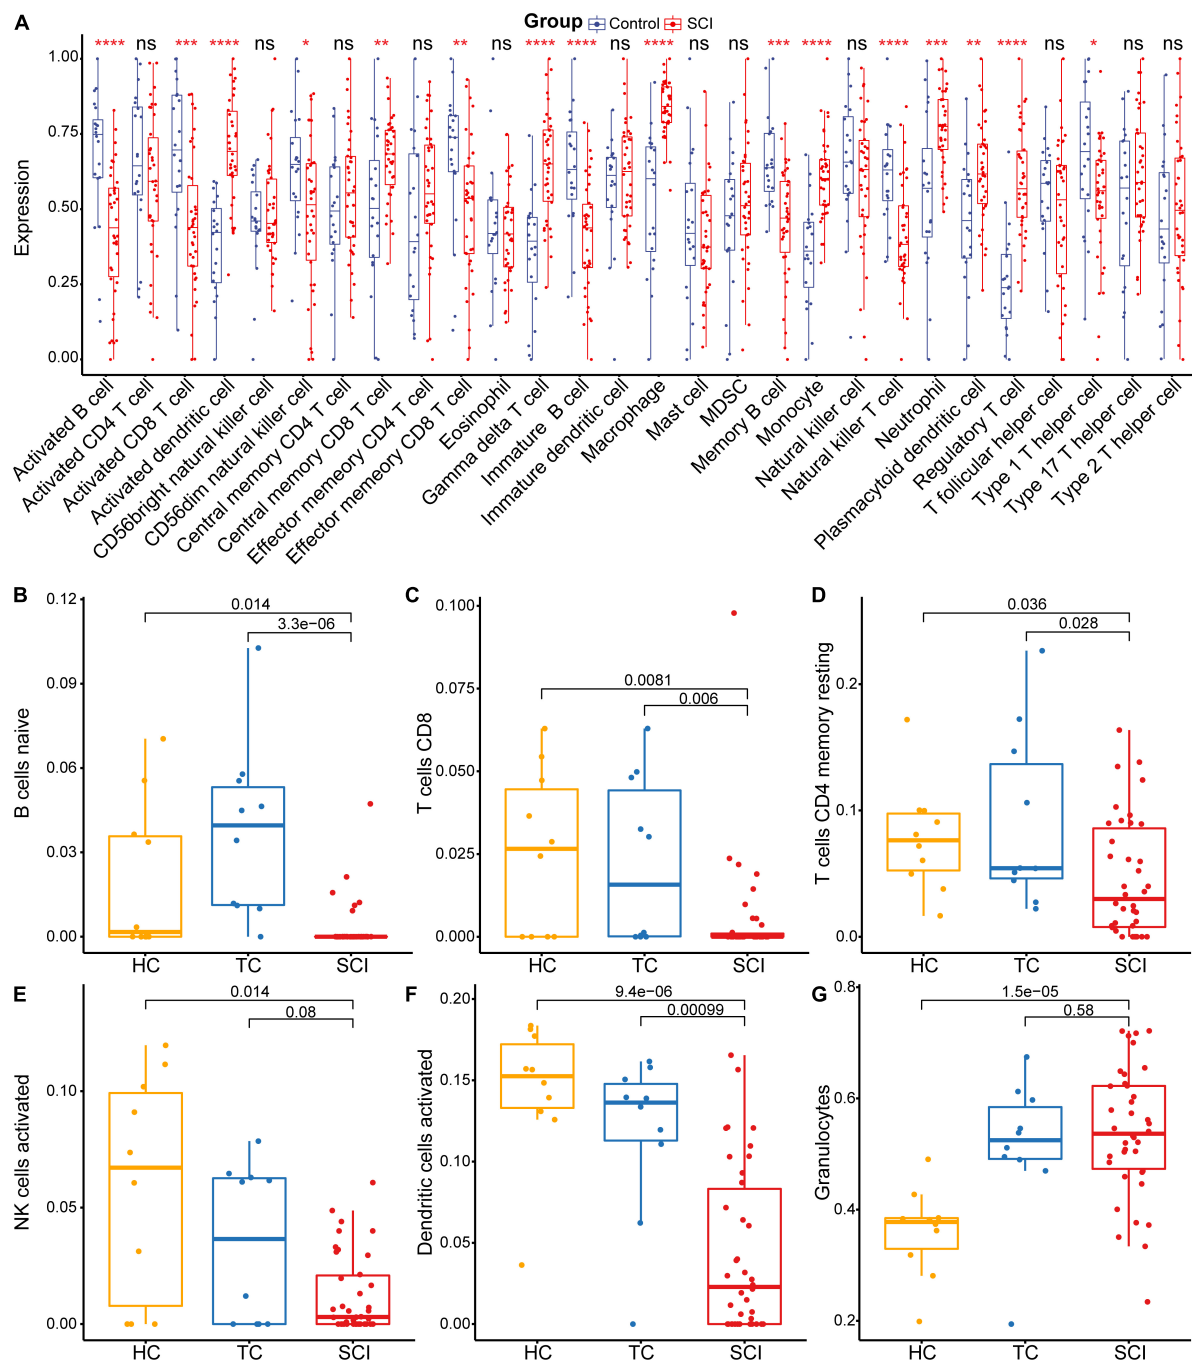 A
Group Control SCI
**** ns *** **** ns * ns ** ns ** ns **** **** ns **** ns ns *** **** ns **** *** ** **** ns * ns ns
Expression
1.00
0.75
0.50
0.25
0.00
Activated B cell
Activated CD4 T cell
Activated CD8 T cell
Activated dendritic cell
CD56bright natural killer cell
CD56dim natural killer cell
Central memory CD4 T cell
Central memory CD8 T cell
Effector memeory CD4 T cell
Effector memeory CD8 T cell
Eosinophil
Gamma delta T cell
Immature B cell
Immature dendritic cell
Macrophage
Mast cell
MDSC
Memory B cell
Monocyte
Natural killer cell
Natural killer T cell
Neutrophil
Plasmacytoid dendritic cell
Regulatory T cell
T follicular helper cell
Type 1 T helper cell
Type 17 T helper cell
Type 2 T helper cell
B
B cells naive
0.12
0.09
0.06
0.03
0.00
0.014
3.3e−06
HC TC SCI
C
T cells CD8
0.100
0.075
0.050
0.025
0.000
0.0081
0.006
HC TC SCI
D
T cells CD4 memory resting
0.2
0.1
0.0
0.036
0.028
HC TC SCI
E
NK cells activated
0.10
0.05
0.00
0.014
0.08
HC TC SCI
F
Dendritic cells activated
0.20
0.15
0.10
0.05
0.00
9.4e−06
0.00099
HC TC SCI
G
Granulocytes
0.8
0.6
0.4
0.2
1.5e−05
0.58
HC TC SCI